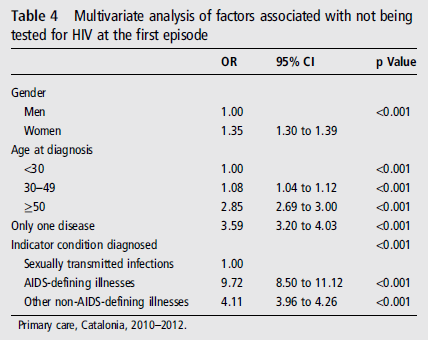 Table 4 Multivariate analysis of factors associated with not being
tested for HIV at the first episode
OR 95% CI p Value
Gender
Men 1.00 <0.001
Women 1.35 1.30 to 1.39
Age at diagnosis
<30 1.00 <0.001
30–49 1.08 1.04 to 1.12 <0.001
≥50 2.85 2.69 to 3.00 <0.001
Only one disease 3.59 3.20 to 4.03 <0.001
Indicator condition diagnosed <0.001
Sexually transmitted infections 1.00
AIDS-defining illnesses 9.72 8.50 to 11.12 <0.001
Other non-AIDS-defining illnesses 4.11 3.96 to 4.26 <0.001
Primary care, Catalonia, 2010–2012.